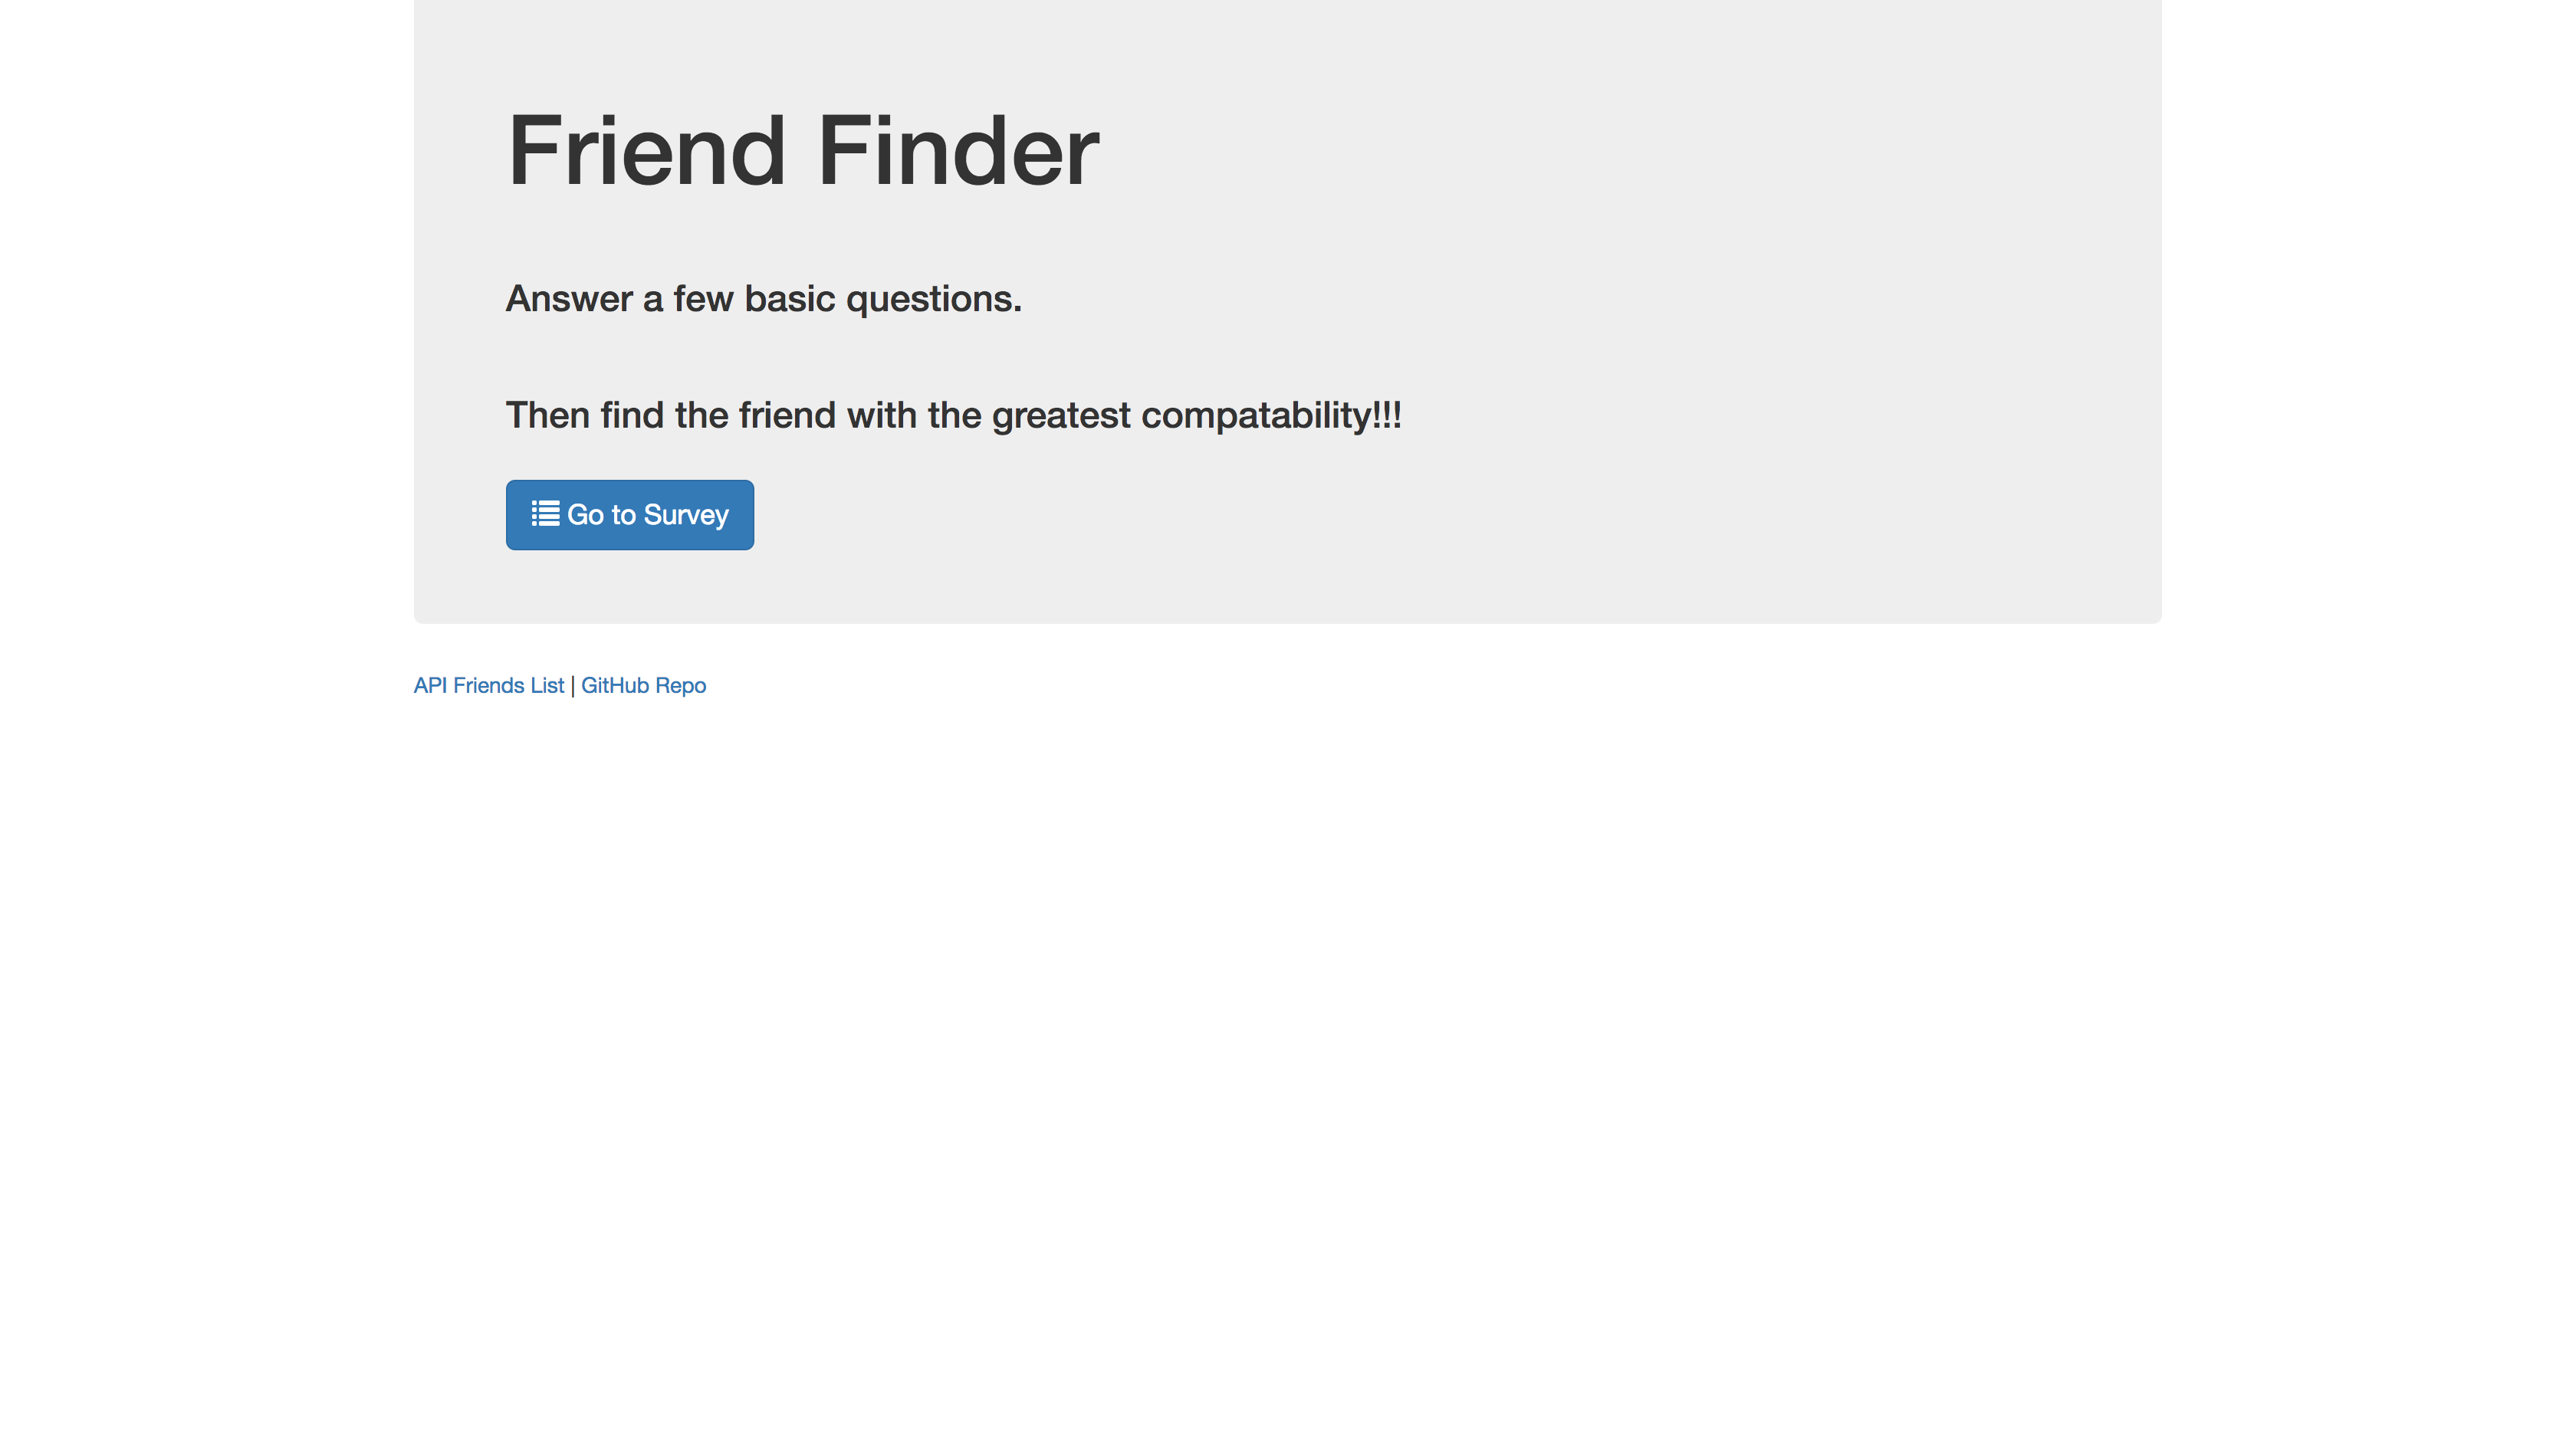 Friend Finder
Answer a few basic questions.
Then find the friend with the greatest compatability!!!
Go to Survey
API Friends List | GitHub Repo